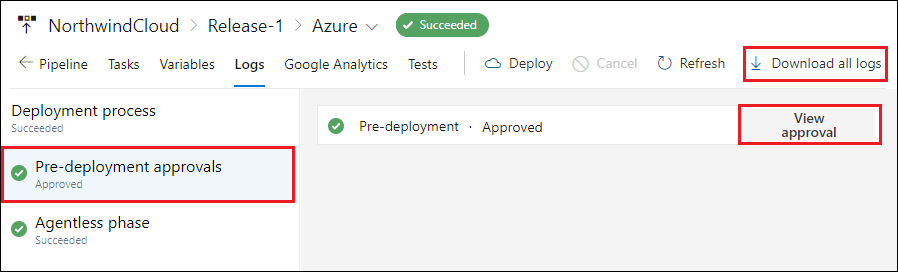 NorthwindCloud > Release-1 > Azure Succeeded
Pipeline Tasks Variables Logs Google Analytics Tests Deploy Cancel Refresh Download all logs
Deployment process
Succeeded
Pre-deployment · Approved
View
approval
Pre-deployment approvals
Approved
Agentless phase
Succeeded